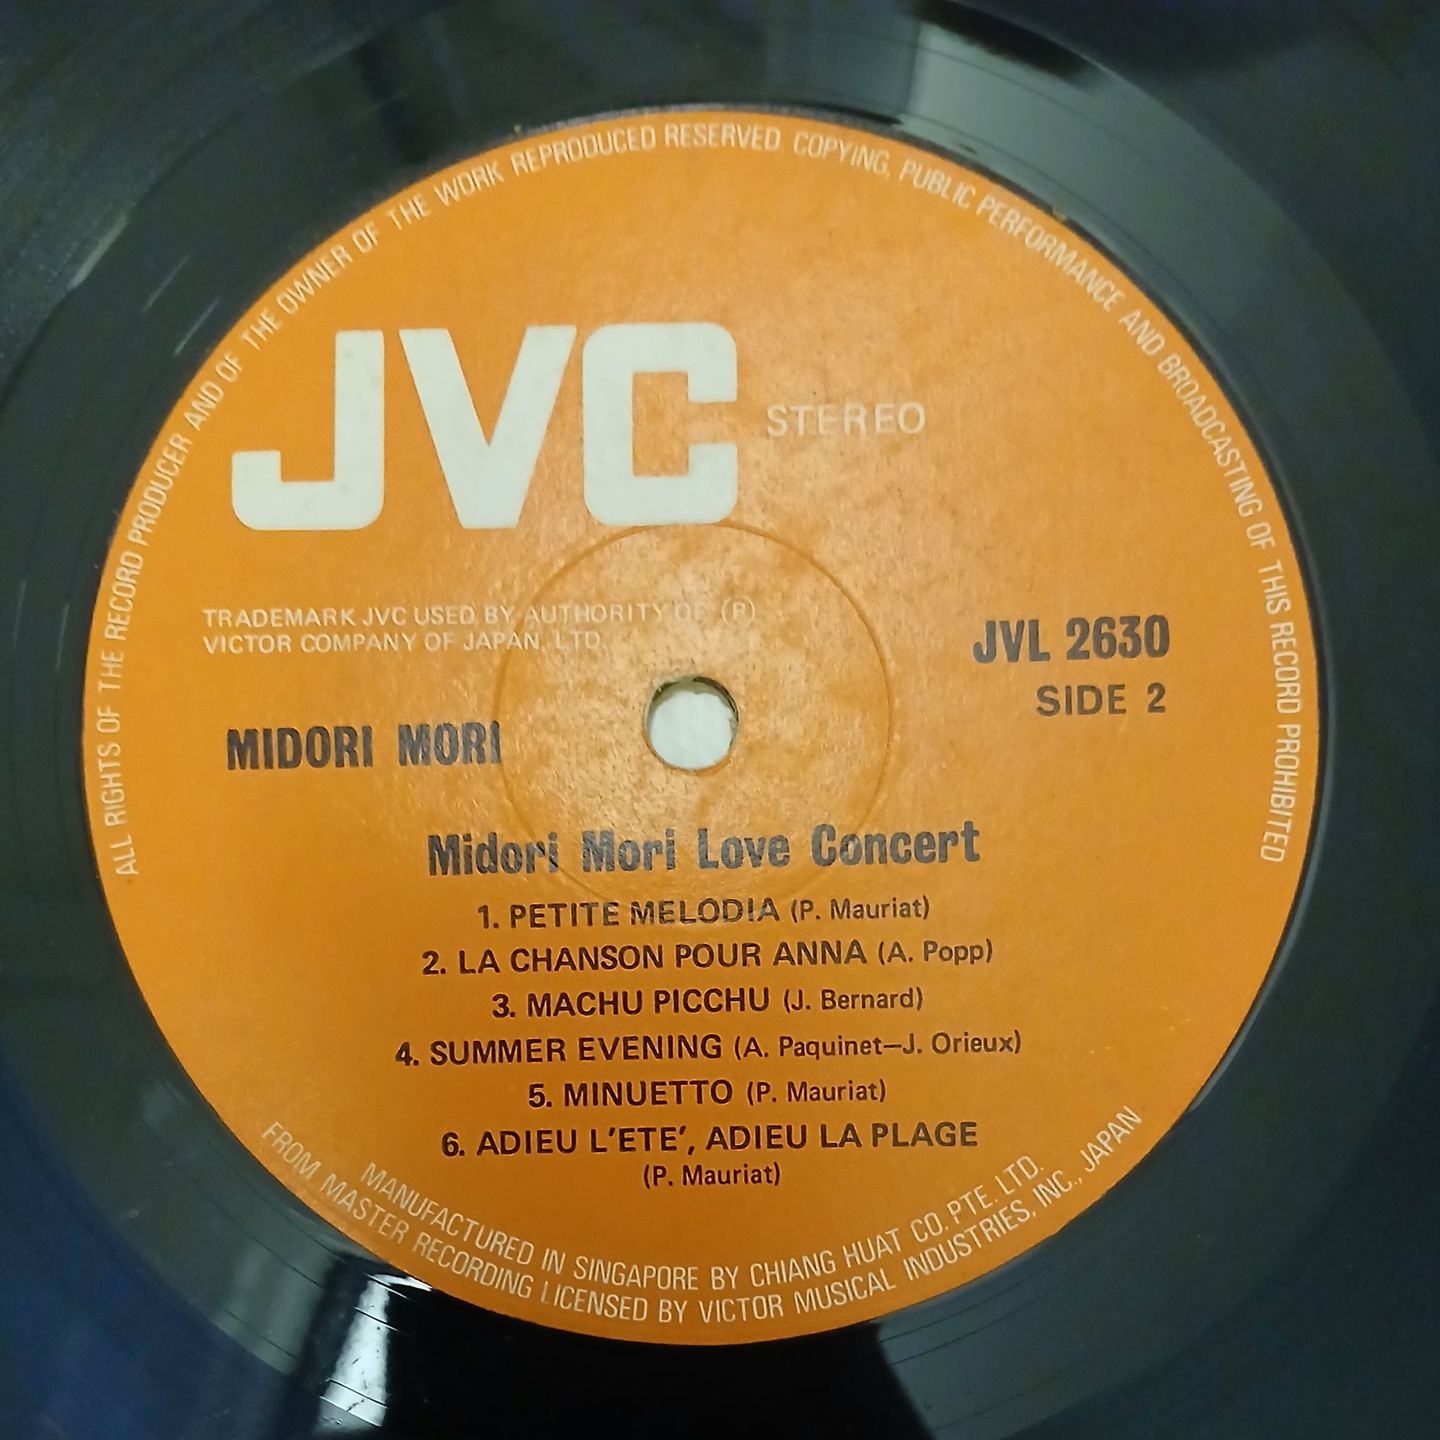 ALL RIGHTS OF THE RECORD PRODUCER AND OF THE OWNER OF THE WORK REPRODUCED RESERVED. COPYING, PUBLIC PERFORMANCE AND BROADCASTING OF THIS RECORD PROHIBITED
JVC STEREO
TRADEMARK JVC USED BY AUTHORITY OF Ⓡ
VICTOR COMPANY OF JAPAN, LTD.
JVL 2630
SIDE 2
MIDORI MORI
Midori Mori Love Concert
1. PETITE MELODIA (P. Mauriat)
2. LA CHANSON POUR ANNA (A. Popp)
3. MACHU PICCHU (J. Bernard)
4. SUMMER EVENING (A. Paquinet–J. Orieux)
5. MINUETTO (P. Mauriat)
6. ADIEU L'ETE', ADIEU LA PLAGE
(P. Mauriat)
MANUFACTURED IN SINGAPORE BY CHIANG HUAT CO. PTE. LTD.
FROM MASTER RECORDING LICENSED BY VICTOR MUSICAL INDUSTRIES, INC., JAPAN